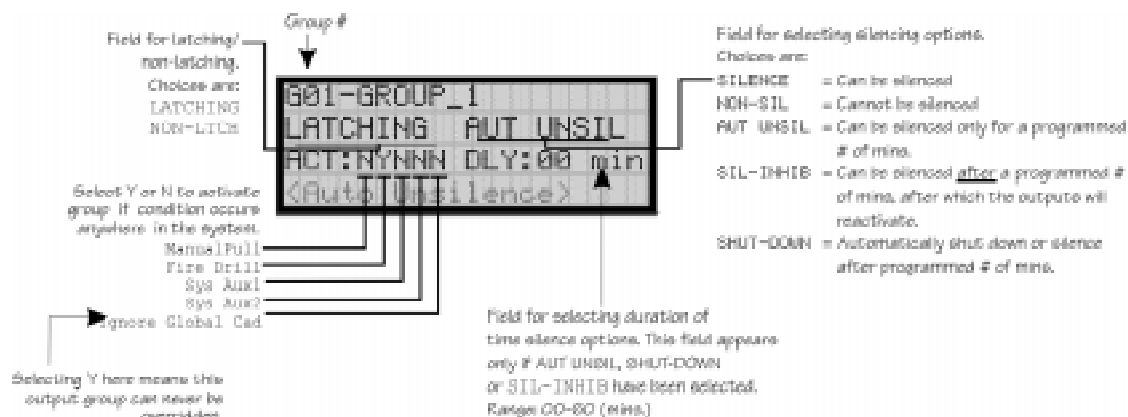 Group #
Field for latching/
non-latching.
Choices are:
LATCHING
NON-LTCH
G01-GROUP_1
LATCHING AUT UNSIL
ACT:NYNNN DLY:00 min
<Auto Unsilence>
Select Y or N to activate
group if condition occurs
anywhere in the system.
ManualPull
Fire Drill
Sys Aux1
Sys Aux2
Ignore Global Cmd
Selecting Y here means this
output group can never be
overridden.
Field for selecting silencing options.
Choices are:
SILENCE = Can be silenced
NON-SIL = Cannot be silenced
AUT UNSIL = Can be silenced only for a programmed
# of mins.
SIL-INHIB = Can be silenced after a programmed #
of mins, after which the outputs will
reactivate.
SHUT-DOWN = Automatically shut down or silence
after programmed # of mins.
Field for selecting duration of
time silence options. This field appears
only if AUT UNSIL, SHUT-DOWN
or SIL-INHIB have been selected.
Range: 00-60 (mins.)